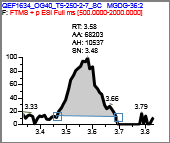 QEF1634_OG40_TS-250-2-7_8C MGDG-36:2
F: FTMS + p ESI Full ms [500.0000-2000.0000]
RT: 3.58
AA: 68203
AH: 10537
SN: 3.48
100
80
3.33
3.66
3.79
60
40
20
0
3.4
3.5
3.6
3.7
3.8